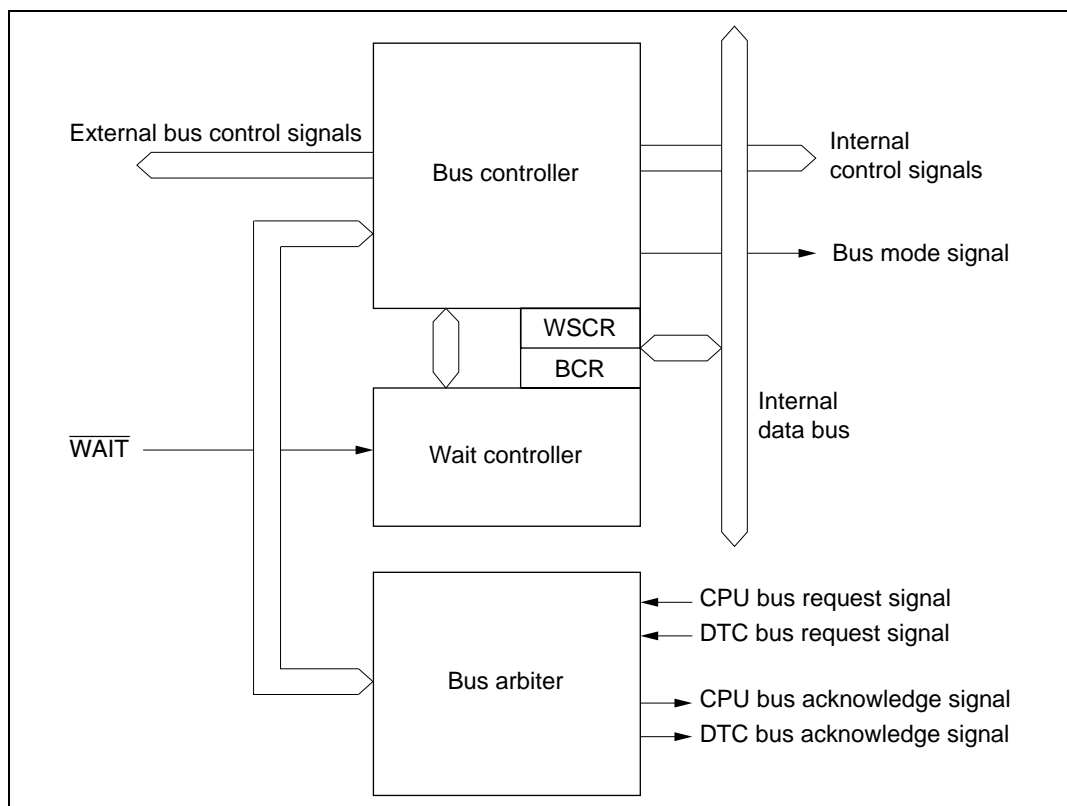 External bus control signals
Bus controller
Internal
control signals
Bus mode signal
WSCR
BCR
Internal
data bus
WAIT
Wait controller
CPU bus request signal
DTC bus request signal
Bus arbiter
CPU bus acknowledge signal
DTC bus acknowledge signal